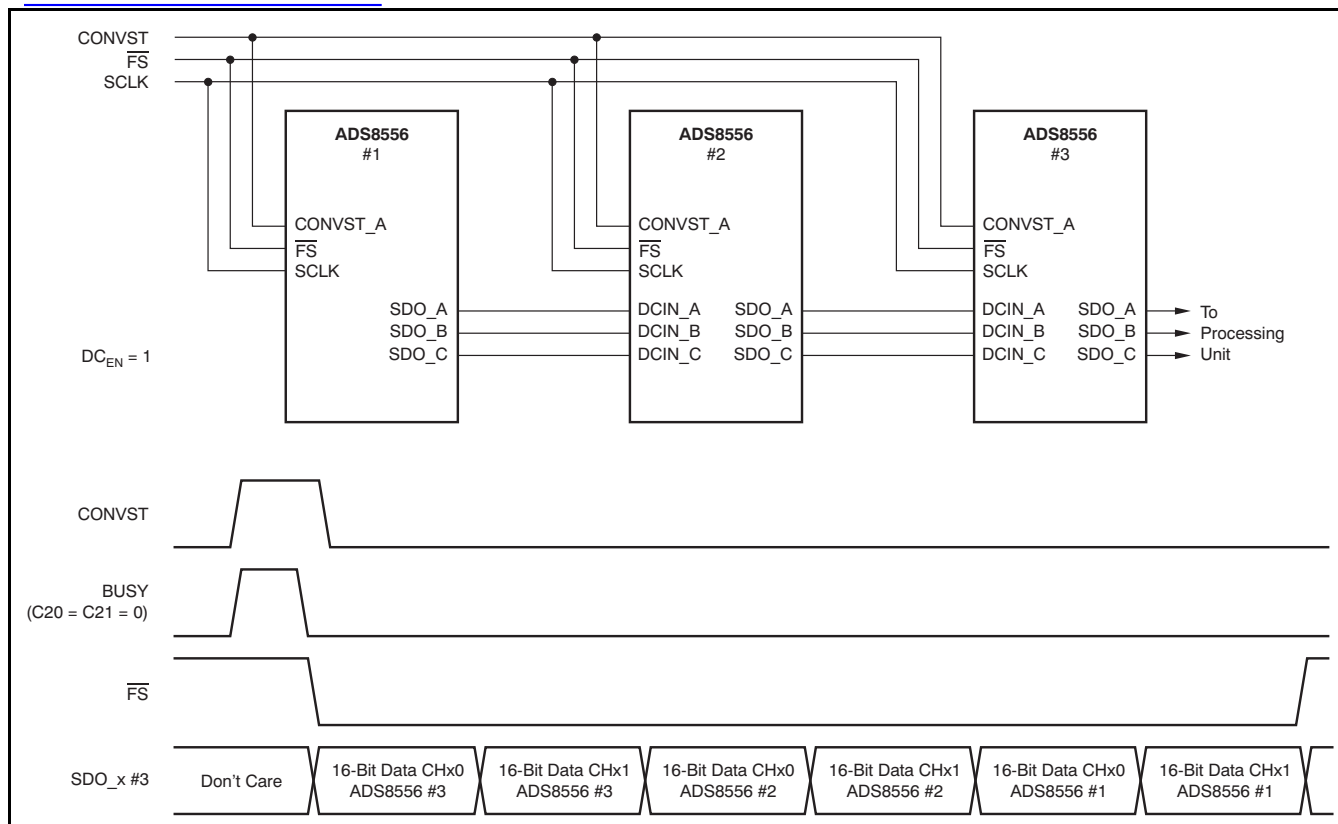 CONVST
FS
SCLK
ADS8556
#1
CONVST_A
FS
SCLK
SDO_A
SDO_B
SDO_C
ADS8556
#2
CONVST_A
FS
SCLK
DCIN_A SDO_A
DCIN_B SDO_B
DCIN_C SDO_C
ADS8556
#3
CONVST_A
FS
SCLK
DCIN_A SDO_A
DCIN_B SDO_B
DCIN_C SDO_C
To
Processing
Unit
DCEN = 1
CONVST
BUSY
(C20 = C21 = 0)
FS
SDO_x #3
Don't Care
16-Bit Data CHx0
ADS8556 #3
16-Bit Data CHx1
ADS8556 #3
16-Bit Data CHx0
ADS8556 #2
16-Bit Data CHx1
ADS8556 #2
16-Bit Data CHx0
ADS8556 #1
16-Bit Data CHx1
ADS8556 #1